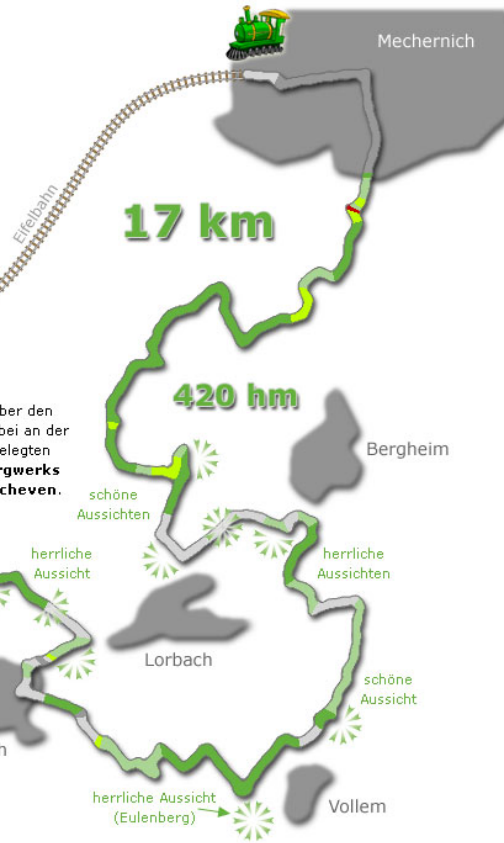 Mechernich
Eifelbahn
17 km
420 hm
Bergheim
ber den
bei an der
elegten
rgwerks
cheven.
schöne
Aussichten
herrliche
Aussicht
herrliche
Aussichten
Lorbach
schöne
Aussicht
h
herrliche Aussicht
(Eulenberg)
Vollem